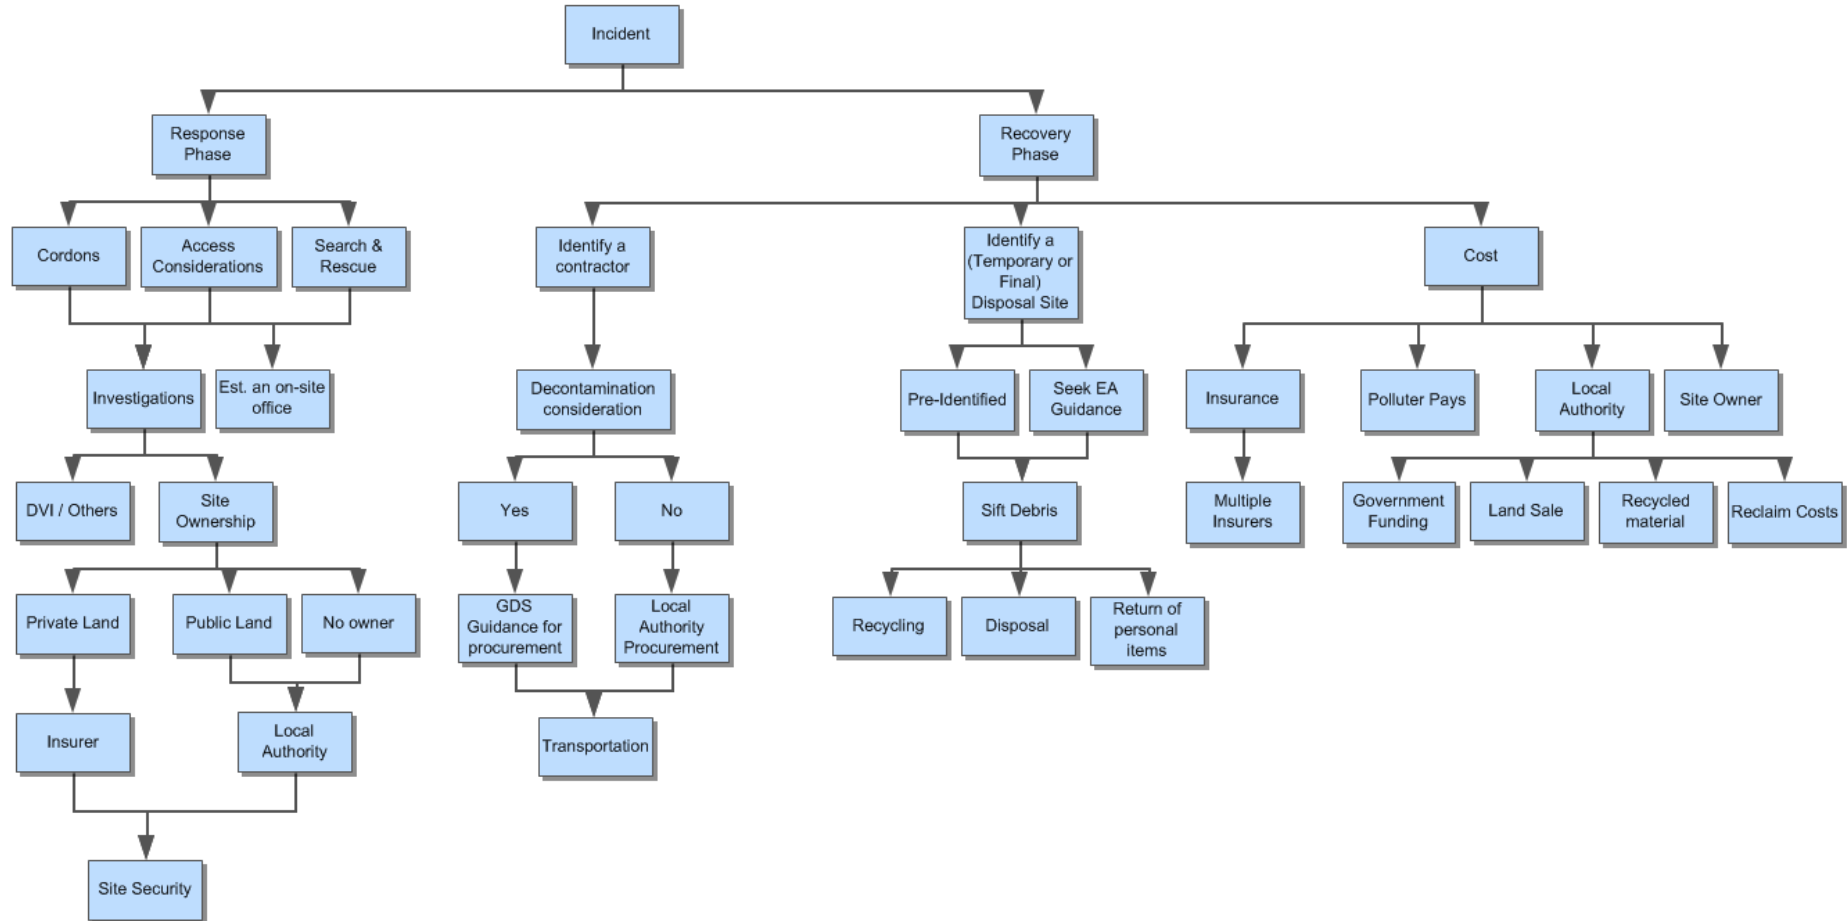 Incident
Response
Phase
Recovery
Phase
Cordons
Access
Considerations
Search &
Rescue
Identify a
contractor
Identify a
(Temporary or
Final)
Disposal Site
Cost
Investigations
Est. an on-site
office
Decontamination
consideration
Pre-Identified
Seek EA
Guidance
Insurance
Polluter Pays
Local
Authority
Site Owner
DVI / Others
Site
Ownership
Yes
No
Sift Debris
Multiple
Insurers
Government
Funding
Land Sale
Recycled
material
Reclaim Costs
Private Land
Public Land
No owner
GDS
Guidance for
procurement
Local
Authority
Procurement
Recycling
Disposal
Return of
personal
items
Insurer
Local
Authority
Transportation
Site Security